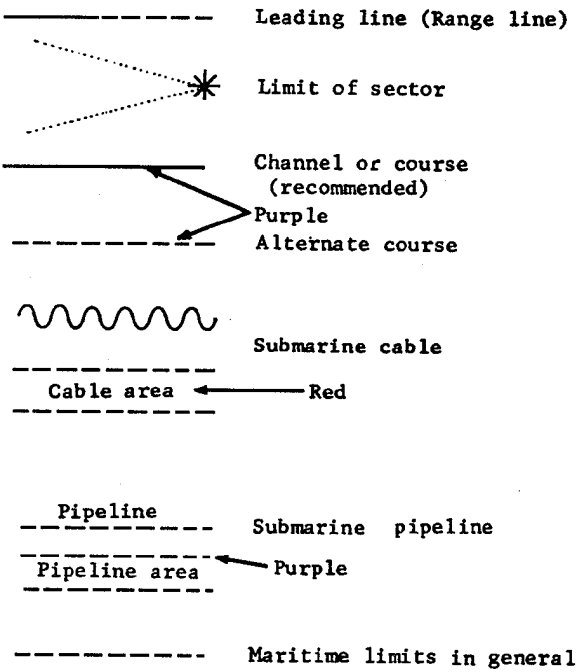 Leading line (Range line)
Limit of sector
Channel or course
(recommended)
Purple
Alternate course
Submarine cable
Cable area
Red
Pipeline
Submarine pipeline
Pipeline area
Purple
Maritime limits in general